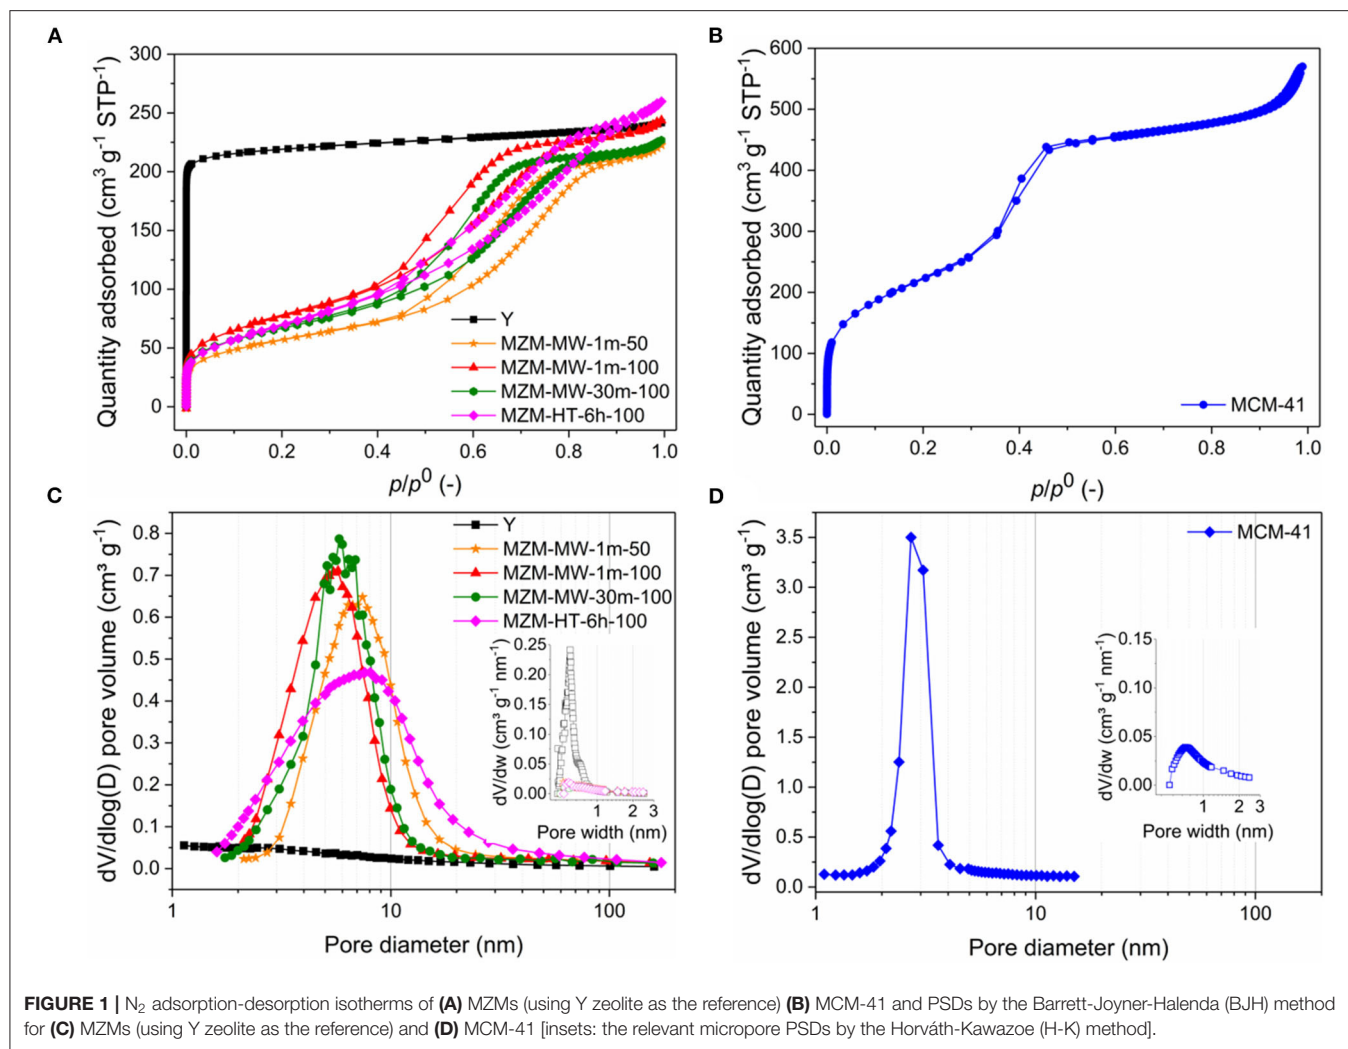 A
300
250
200
150
100
50
0
Quantity adsorbed (cm³ g⁻¹ STP⁻¹)
Y
MZM-MW-1m-50
MZM-MW-1m-100
MZM-MW-30m-100
MZM-HT-6h-100
0.0 0.2 0.4 0.6 0.8 1.0
p/p⁰ (-)
B
600
500
400
300
200
100
0
Quantity adsorbed (cm³ g⁻¹ STP⁻¹)
MCM-41
0.0 0.2 0.4 0.6 0.8 1.0
p/p⁰ (-)
C
0.8
0.7
0.6
0.5
0.4
0.3
0.2
0.1
0.0
dV/dlog(D) pore volume (cm³ g⁻¹)
Y
MZM-MW-1m-50
MZM-MW-1m-100
MZM-MW-30m-100
MZM-HT-6h-100
0.25
0.20
0.15
0.10
0.05
0.00
dV/dw (cm³ g⁻¹ nm⁻¹)
1 2 3
Pore width (nm)
1 10 100
Pore diameter (nm)
D
3.5
3.0
2.5
2.0
1.5
1.0
0.5
0.0
dV/dlog(D) pore volume (cm³ g⁻¹)
MCM-41
0.15
0.10
0.05
0.00
dV/dw (cm³ g⁻¹ nm⁻¹)
1 2 3
Pore width (nm)
1 10 100
Pore diameter (nm)
FIGURE 1 | N₂ adsorption-desorption isotherms of (A) MZMs (using Y zeolite as the reference) (B) MCM-41 and PSDs by the Barrett-Joyner-Halenda (BJH) method
for (C) MZMs (using Y zeolite as the reference) and (D) MCM-41 [insets: the relevant micropore PSDs by the Horváth-Kawazoe (H-K) method].